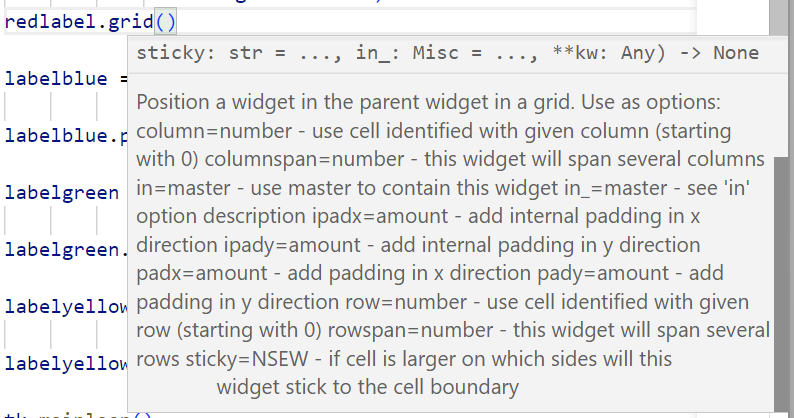 redlabel.grid()
sticky: str = ..., in_: Misc = ..., **kw: Any) -> None
labelblue =
Position a widget in the parent widget in a grid. Use as options:
column=number - use cell identified with given column (starting
labelblue.p
with 0) columnspan=number - this widget will span several columns
in=master - use master to contain this widget in_=master - see 'in'
labelgreen
option description ipadx=amount - add internal padding in x
direction ipady=amount - add internal padding in y direction
labelgreen.
padx=amount - add padding in x direction pady=amount - add
padding in y direction row=number - use cell identified with given
labelyellow
row (starting with 0) rowspan=number - this widget will span several
rows sticky=NSEW - if cell is larger on which sides will this
labelyellow
widget stick to the cell boundary
tk.mainloop()